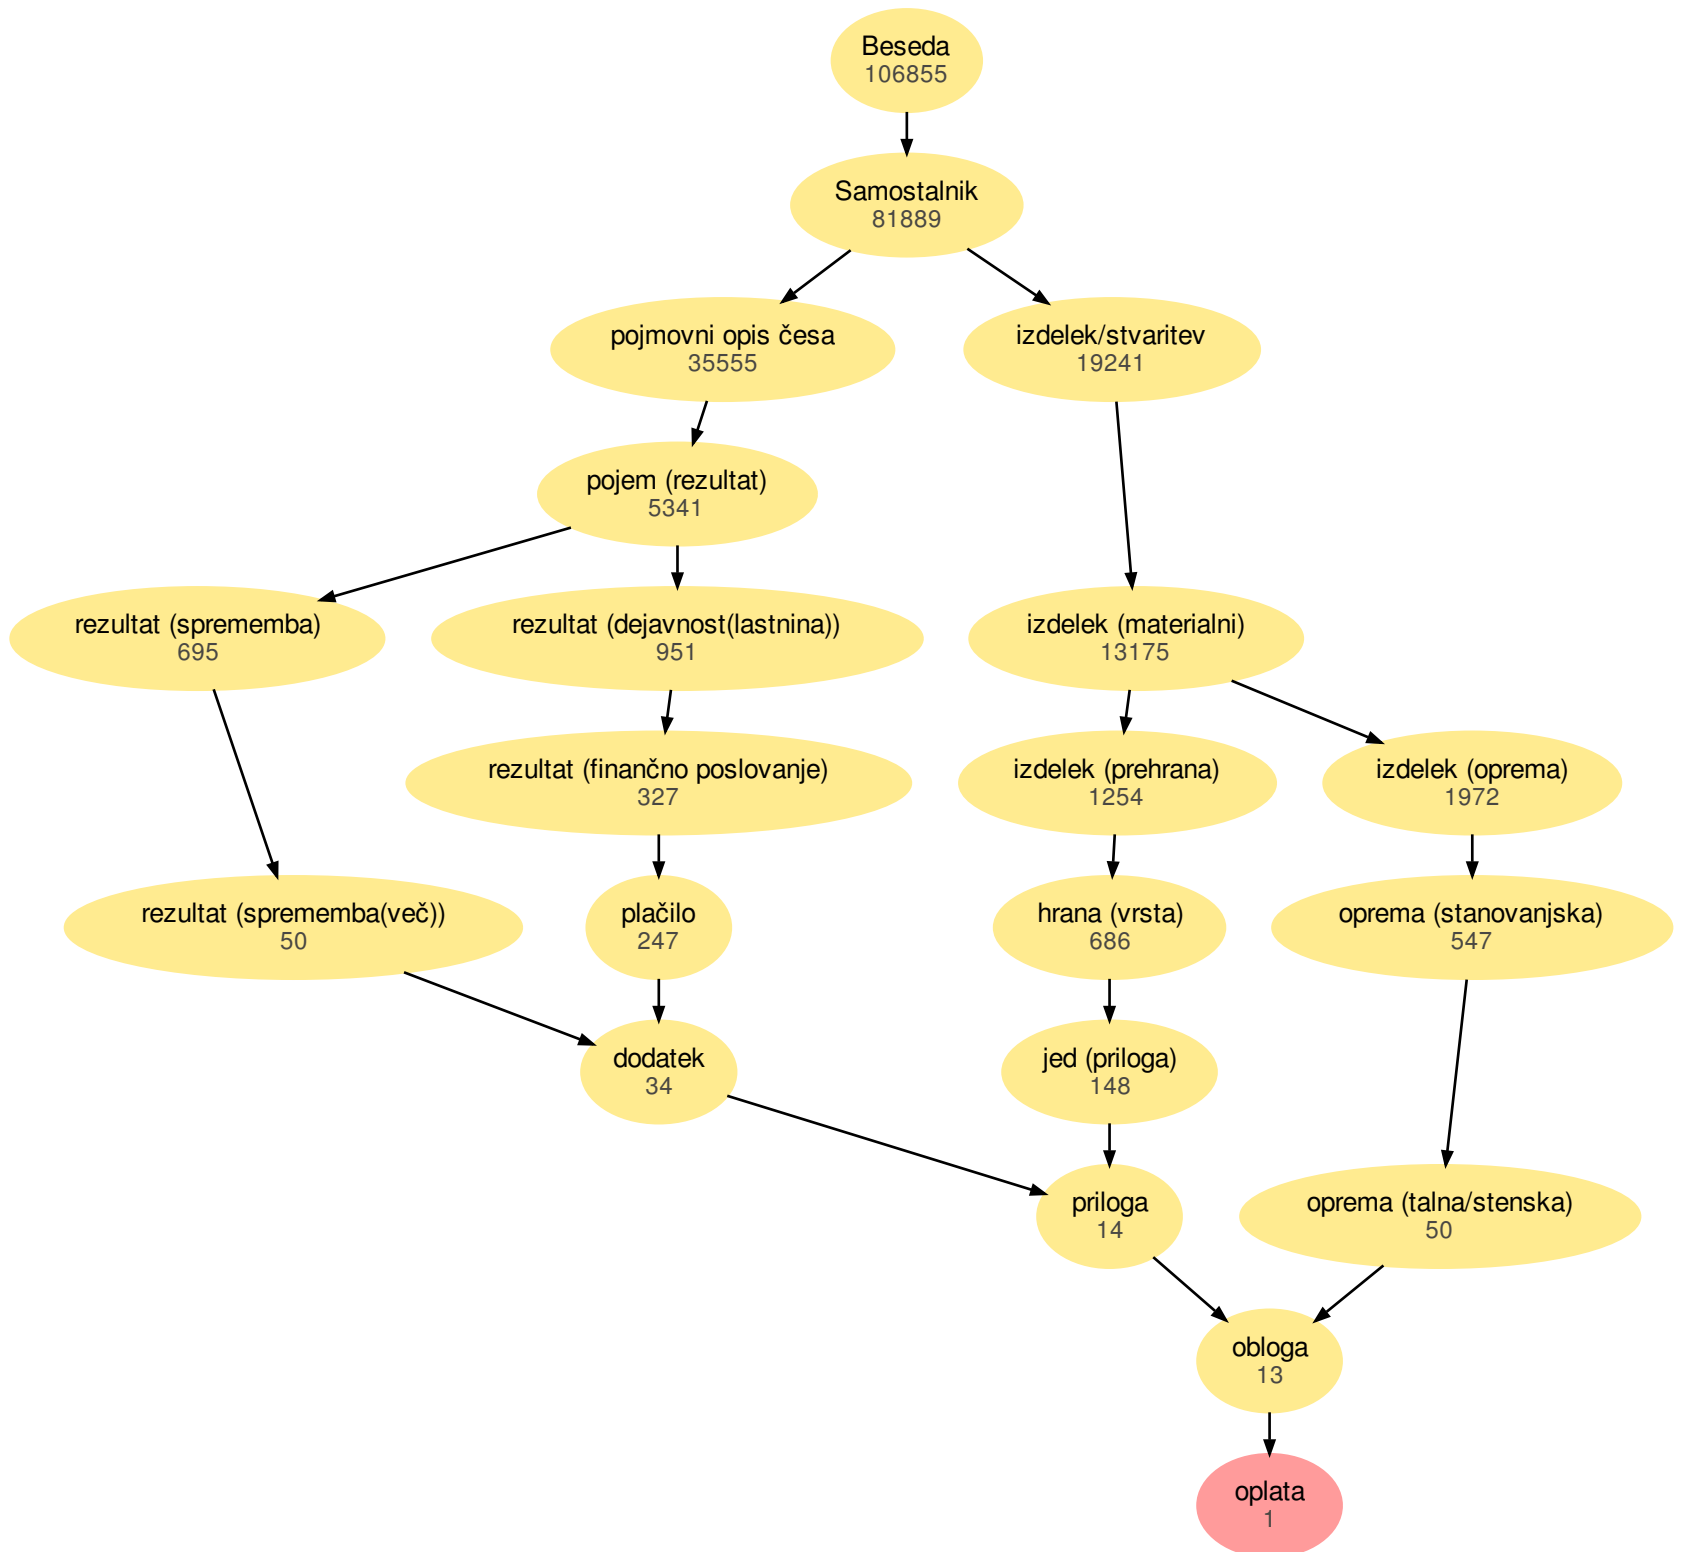 Beseda
106855
Samostalnik
81889
pojmovni opis česa
35555
izdelek/stvaritev
19241
pojem (rezultat)
5341
rezultat (sprememba)
695
rezultat (dejavnost(lastnina))
951
izdelek (materialni)
13175
rezultat (finančno poslovanje)
327
izdelek (prehrana)
1254
izdelek (oprema)
1972
rezultat (sprememba(več))
50
plačilo
247
hrana (vrsta)
686
oprema (stanovanjska)
547
dodatek
34
jed (priloga)
148
priloga
14
oprema (talna/stenska)
50
obloga
13
oplata
1